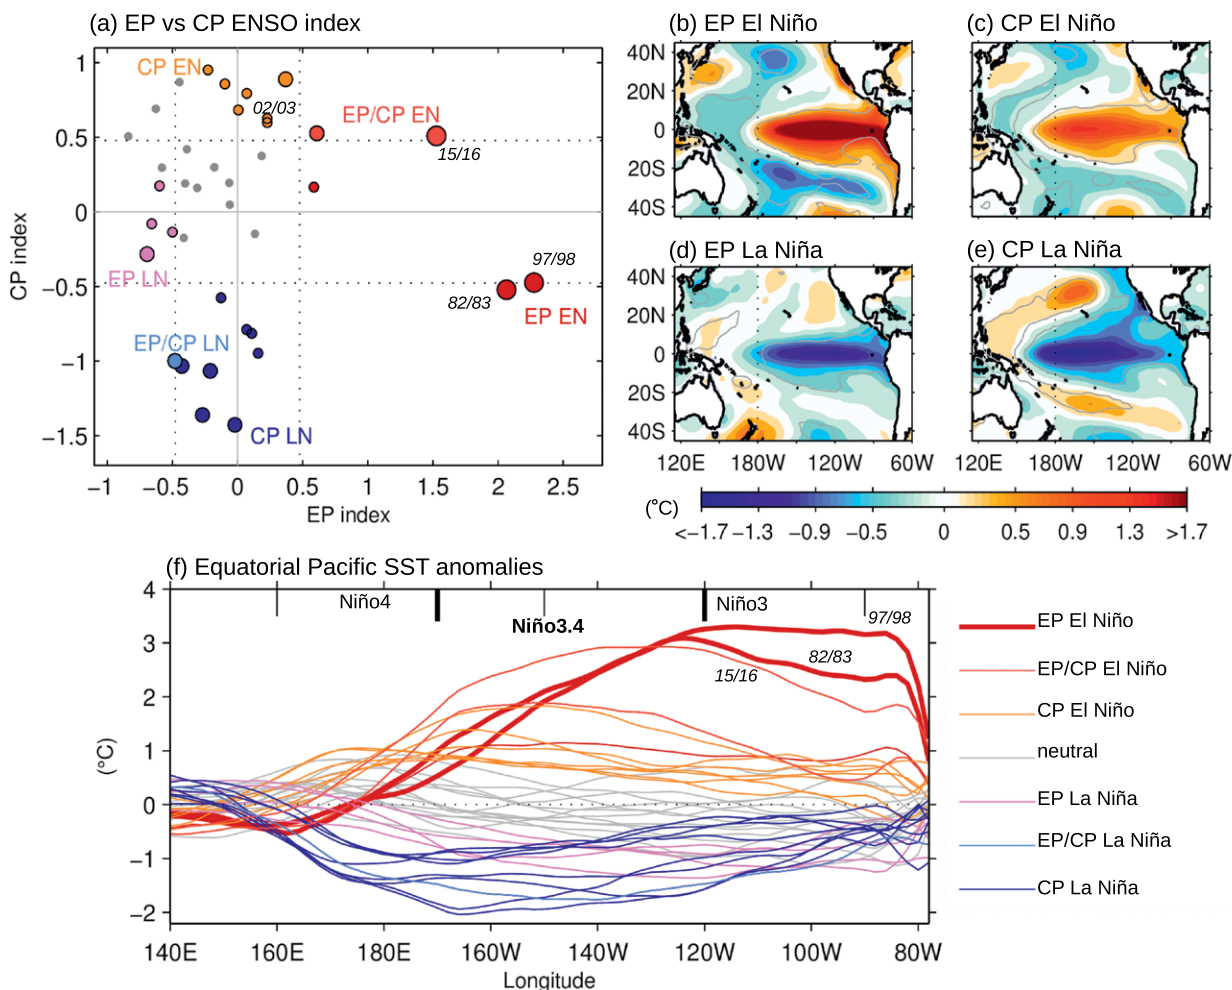 (a) EP vs CP ENSO index
CP EN
02/03
EP/CP EN
15/16
97/98
82/83
EP EN
EP LN
EP/CP LN
CP LN
1
0.5
0
−0.5
−1
−1.5
CP index
−1 −0.5 0 0.5 1 1.5 2 2.5
EP index
(b) EP El Niño
(c) CP El Niño
40N
20N
0
20S
40S
(d) EP La Niña
(e) CP La Niña
40N
20N
0
20S
40S
120E 180W 120W 60W
120E 180W 120W 60W
(°C)
<−1.7 −1.3 −0.9 −0.5 0 0.5 0.9 1.3 >1.7
(f) Equatorial Pacific SST anomalies
Niño4
Niño3.4
Niño3
97/98
82/83
15/16
4
3
2
1
0
−1
−2
(°C)
140E 160E 180E 160W 140W 120W 100W 80W
Longitude
EP El Niño
EP/CP El Niño
CP El Niño
neutral
EP La Niña
EP/CP La Niña
CP La Niña